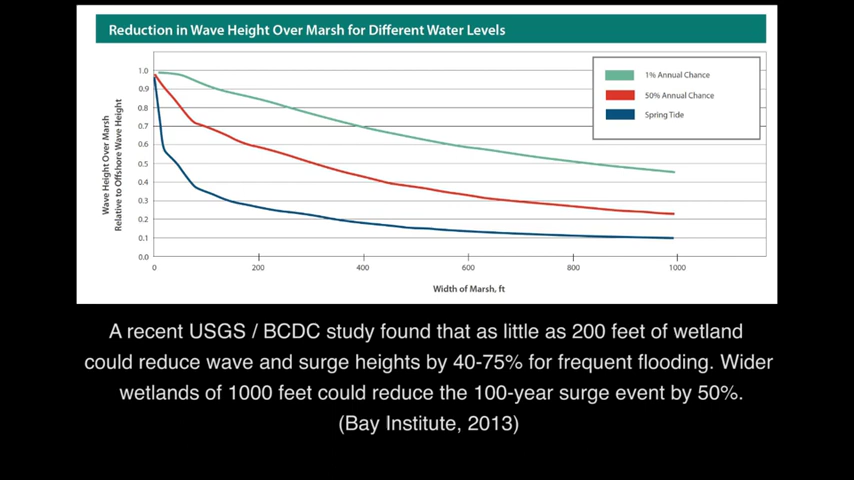 Reduction in Wave Height Over Marsh for Different Water Levels
Wave Height Over Marsh
Relative to Offshore Wave Height
1.0
0.9
0.8
0.7
0.6
0.5
0.4
0.3
0.2
0.1
0.0
0
200
400
600
800
1000
Width of Marsh, ft
1% Annual Chance
50% Annual Chance
Spring Tide
A recent USGS / BCDC study found that as little as 200 feet of wetland
could reduce wave and surge heights by 40-75% for frequent flooding. Wider
wetlands of 1000 feet could reduce the 100-year surge event by 50%.
(Bay Institute, 2013)